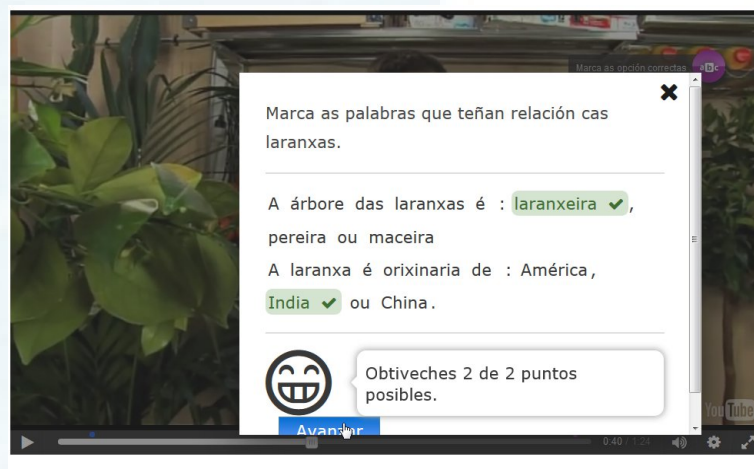 Marca as opción correctas
abc
✖
Marca as palabras que teñan relación cas
laranxas.
A árbore das laranxas é : laranxeira ✔,
pereira ou maceira
A laranxa é orixinaria de : América,
India ✔ ou China.
Obtiveches 2 de 2 puntos
posibles.
Avanzar
YouTube
0:40 / 1:24